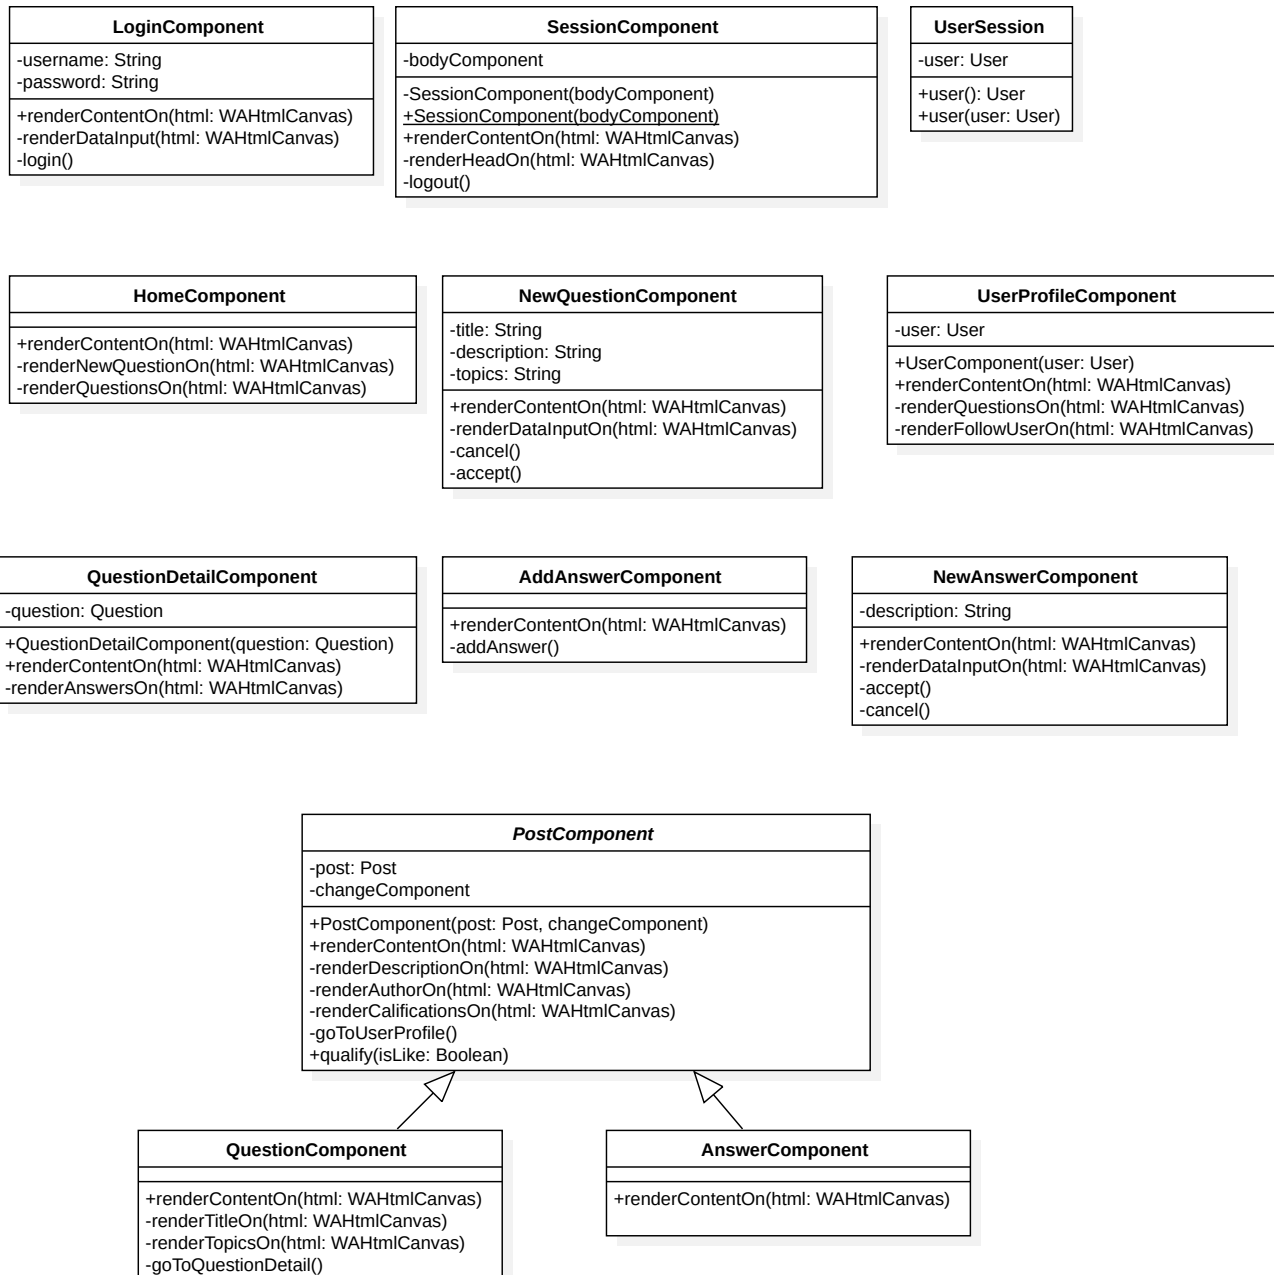 LoginComponent
-username: String
-password: String
+renderContentOn(html: WAHtmlCanvas)
-renderDataInput(html: WAHtmlCanvas)
-login()
SessionComponent
-bodyComponent
-SessionComponent(bodyComponent)
+SessionComponent(bodyComponent)
+renderContentOn(html: WAHtmlCanvas)
-renderHeadOn(html: WAHtmlCanvas)
-logout()
UserSession
-user: User
+user(): User
+user(user: User)
HomeComponent
+renderContentOn(html: WAHtmlCanvas)
-renderNewQuestionOn(html: WAHtmlCanvas)
-renderQuestionsOn(html: WAHtmlCanvas)
NewQuestionComponent
-title: String
-description: String
-topics: String
+renderContentOn(html: WAHtmlCanvas)
-renderDataInputOn(html: WAHtmlCanvas)
-cancel()
-accept()
UserProfileComponent
-user: User
+UserComponent(user: User)
+renderContentOn(html: WAHtmlCanvas)
-renderQuestionsOn(html: WAHtmlCanvas)
-renderFollowUserOn(html: WAHtmlCanvas)
QuestionDetailComponent
-question: Question
+QuestionDetailComponent(question: Question)
+renderContentOn(html: WAHtmlCanvas)
-renderAnswersOn(html: WAHtmlCanvas)
AddAnswerComponent
+renderContentOn(html: WAHtmlCanvas)
-addAnswer()
NewAnswerComponent
-description: String
+renderContentOn(html: WAHtmlCanvas)
-renderDataInputOn(html: WAHtmlCanvas)
-accept()
-cancel()
PostComponent
-post: Post
-changeComponent
+PostComponent(post: Post, changeComponent)
+renderContentOn(html: WAHtmlCanvas)
-renderDescriptionOn(html: WAHtmlCanvas)
-renderAuthorOn(html: WAHtmlCanvas)
-renderCalificationsOn(html: WAHtmlCanvas)
-goToUserProfile()
+qualify(isLike: Boolean)
QuestionComponent
+renderContentOn(html: WAHtmlCanvas)
-renderTitleOn(html: WAHtmlCanvas)
-renderTopicsOn(html: WAHtmlCanvas)
-goToQuestionDetail()
AnswerComponent
+renderContentOn(html: WAHtmlCanvas)